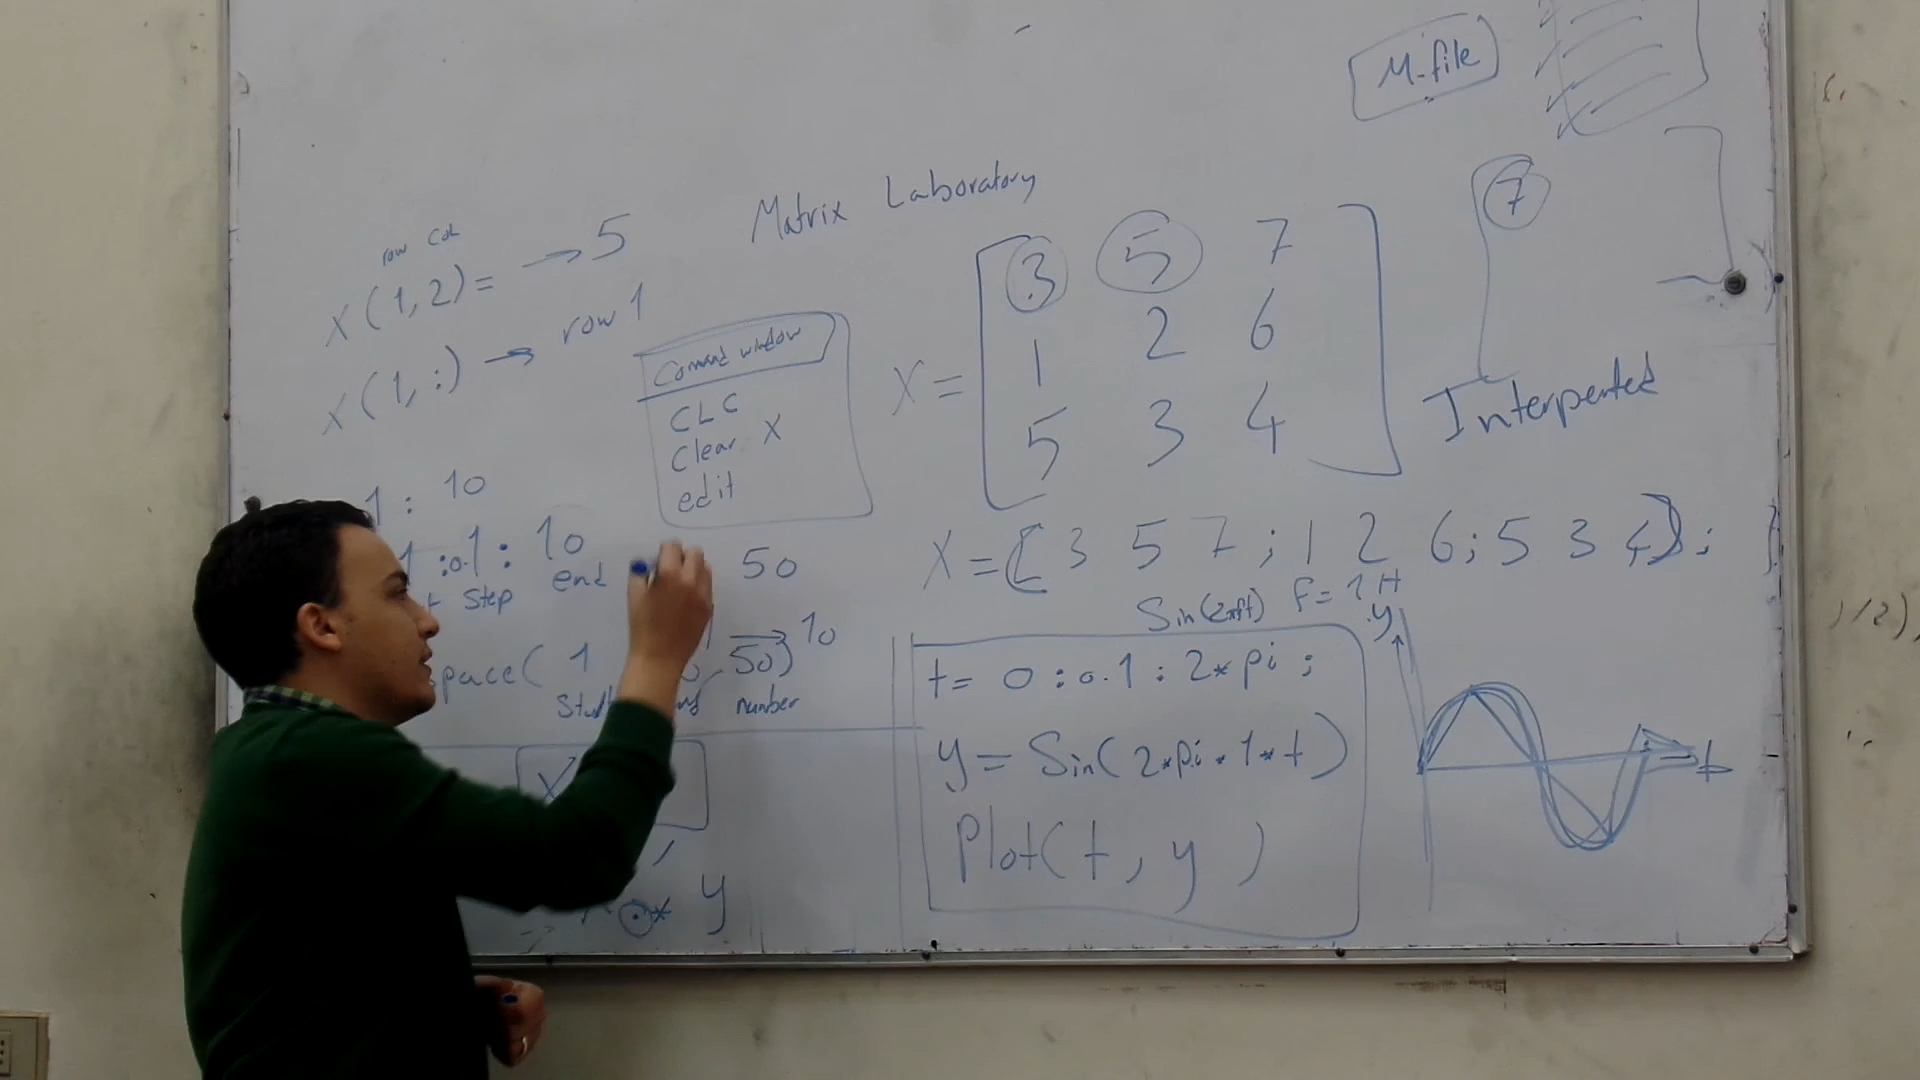 M-file
Matrix Laboratory
row Col
X(1,2)= → 5
X(1,:) → row 1
Command window
CLC
Clear X
edit
X = [3 5 7
1 2 6
5 3 4]
7
Interpented
1 : 10
1 :0.1: 10
Step end
50
X=[3 5 7 ; 1 2 6; 5 3 4];
Sin(2πft) F= 1 H
pace( 1 50) 10
number
t= 0 :0.1 : 2*pi ;
y= Sin(2*pi*1*t)
Plot(t, y)
y
t
X
.* y